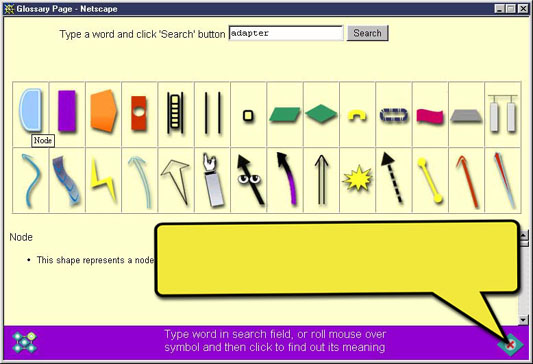 Glossary Page - Netscape
Type a word and click 'Search' button adapter Search
Node
Node
This shape represents a node
Type word in search field, or roll mouse over
symbol and then click to find out its meaning